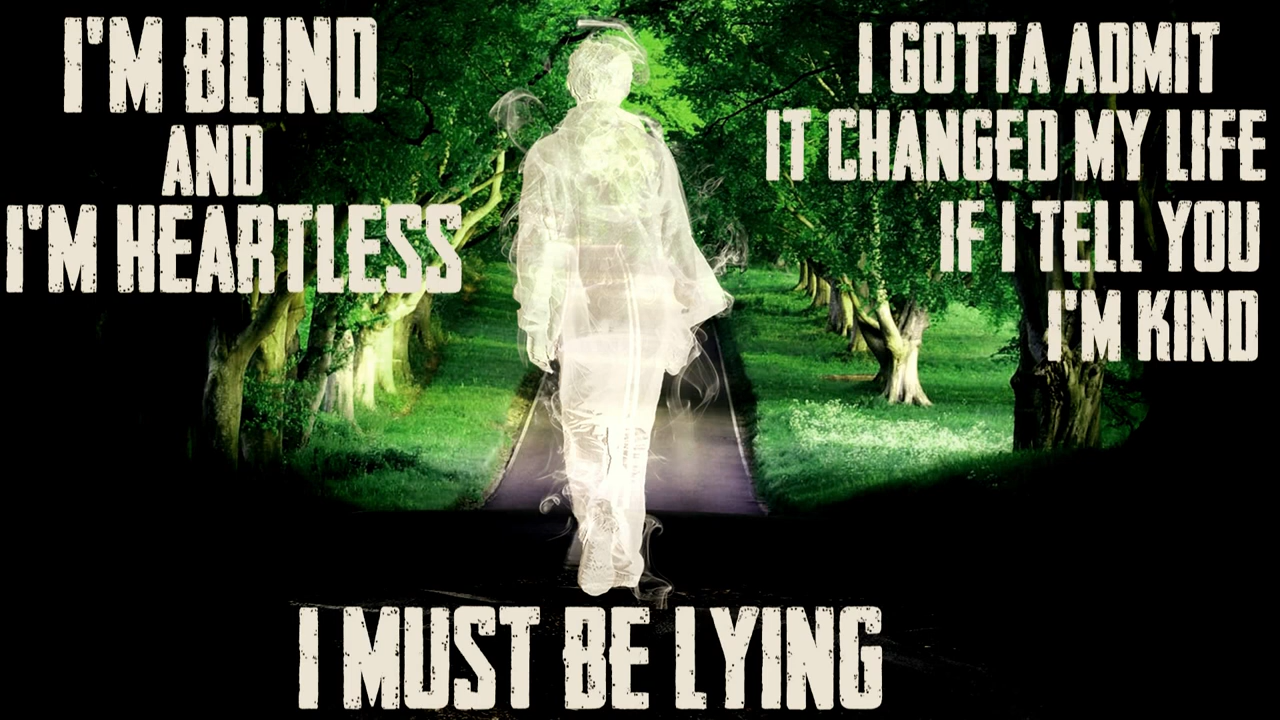 I'M BLIND
AND
I'M HEARTLESS
I GOTTA ADMIT
IT CHANGED MY LIFE
IF I TELL YOU
I'M KIND
I MUST BE LYING